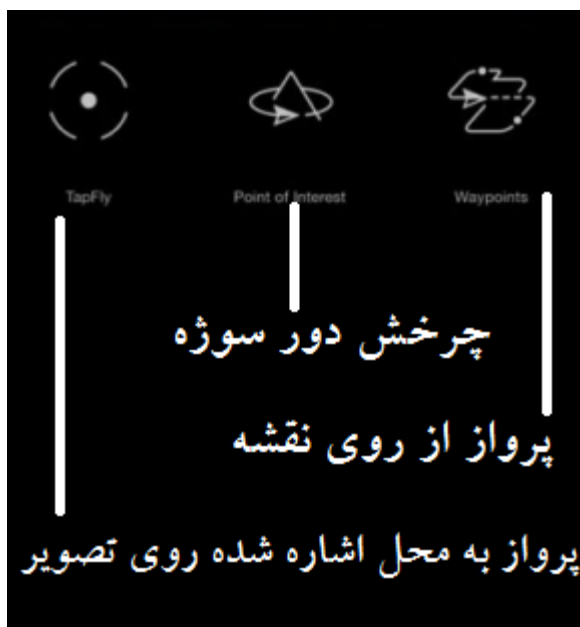 TapFly Point of Interest Waypoints
چرخش دور سوژه
پرواز از روی نقشه
پرواز به محل اشاره شده روی تصویر